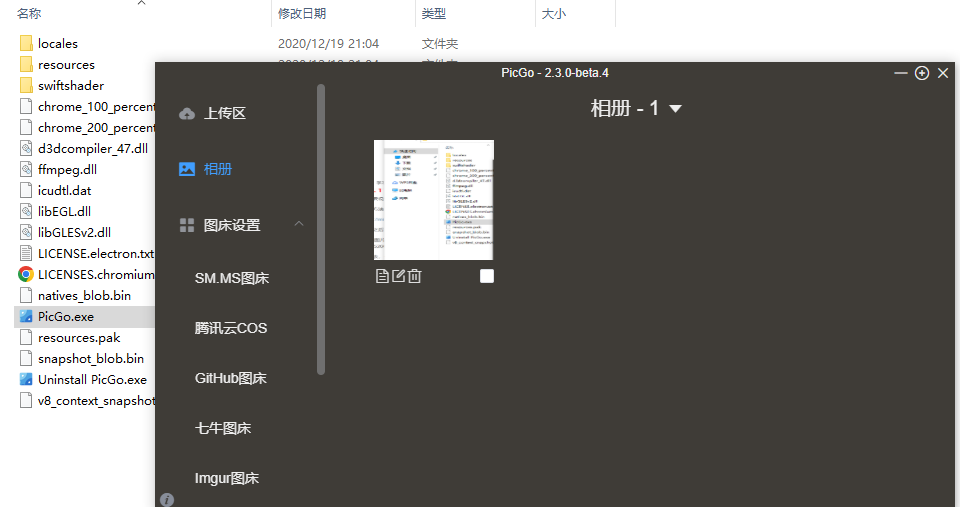 名称 修改日期 类型 大小
locales 2020/12/19 21:04 文件夹
resources
swiftshader
chrome_100_percent
chrome_200_percent
d3dcompiler_47.dll
ffmpeg.dll
icudtl.dat
libEGL.dll
libGLESv2.dll
LICENSE.electron.txt
LICENSES.chromium
natives_blob.bin
PicGo.exe
resources.pak
snapshot_blob.bin
Uninstall PicGo.exe
v8_context_snapshot
PicGo - 2.3.0-beta.4
上传区
相册
图床设置
SM.MS图床
腾讯云COS
GitHub图床
七牛图床
Imgur图床
相册 - 1